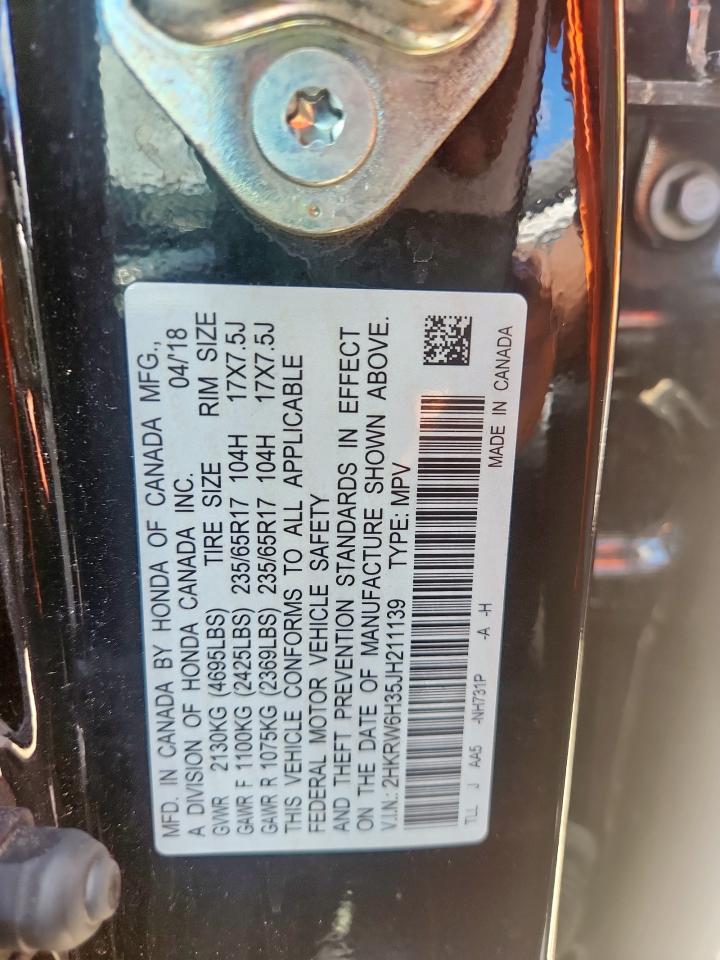 MFD. IN CANADA BY HONDA OF CANADA MFG.,
A DIVISION OF HONDA CANADA INC. 04/'18
GVWR 2130KG (4695LBS) TIRE SIZE RIM SIZE
GAWR F 1100KG (2425LBS) 235/65R17 104H 17X7.5J
GAWR R 1075KG (2369LBS) 235/65R17 104H 17X7.5J
THIS VEHICLE CONFORMS TO ALL APPLICABLE
FEDERAL MOTOR VEHICLE SAFETY
AND THEFT PREVENTION STANDARDS IN EFFECT
ON THE DATE OF MANUFACTURE SHOWN ABOVE.
V.I.N.: 2HKRW6H35JH211139 TYPE: MPV
TLL J AA5 -NH731P -A -H
MADE IN CANADA